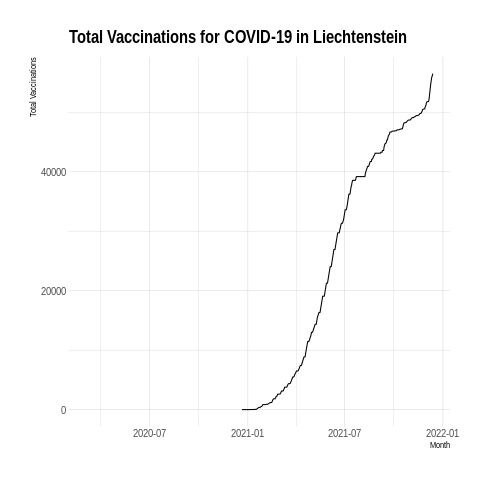 Total Vaccinations for COVID-19 in Liechtenstein
Total Vaccinations
40000
20000
0
2020-07 2021-01 2021-07 2022-01
Month